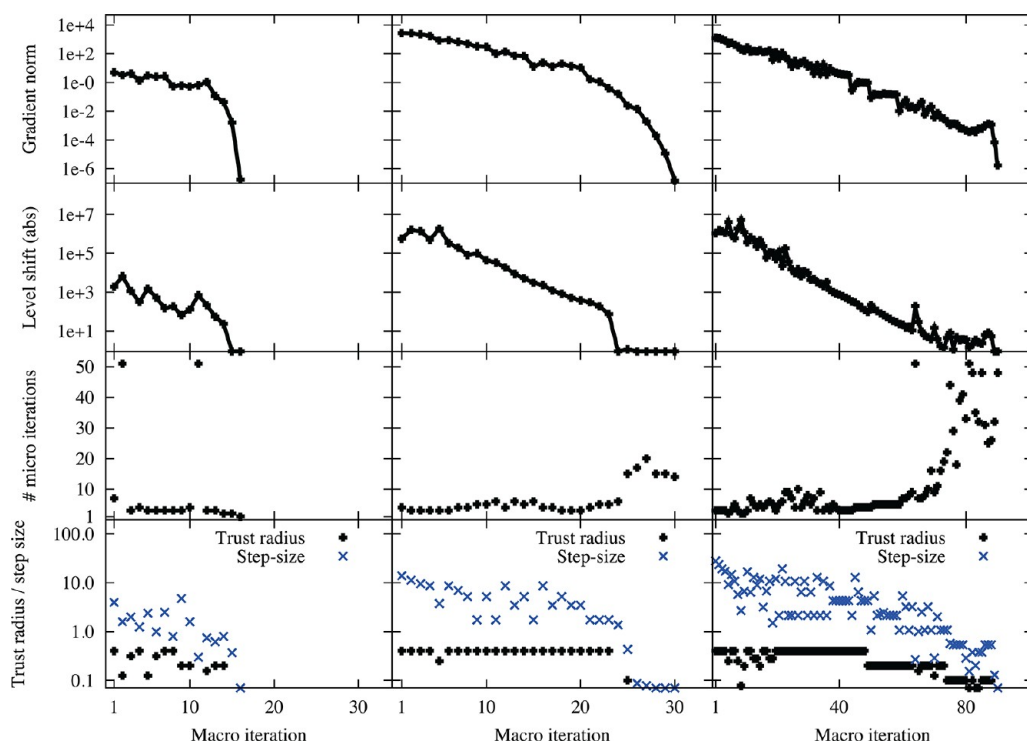 Gradient norm
1e+4
1e+2
1e-0
1e-2
1e-4
1e-6
Level shift (abs)
1e+7
1e+5
1e+3
1e+1
# micro iterations
50
40
30
20
10
5
1
Trust radius / step size
100.0
10.0
1.0
0.1
Trust radius
Step-size
Trust radius
Step-size
Trust radius
Step-size
1 10 20 30
1 10 20 30
1 40 60 80
Macro iteration
Macro iteration
Macro iteration